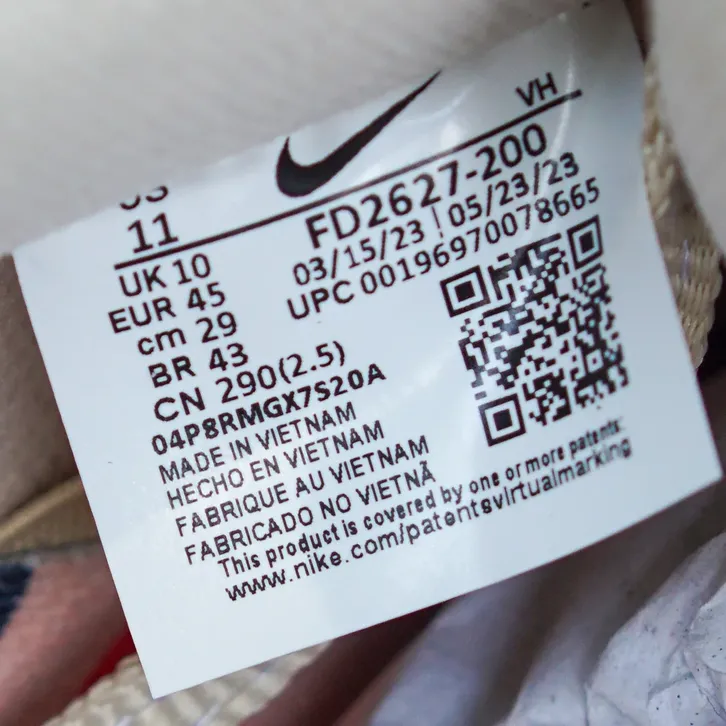 VH
US
11
FD2627-200
03/15/23 | 05/23/23
UPC 00196970078665
UK 10
EUR 45
cm 29
BR 43
CN 290(2.5)
04P8RMGX7S20A
MADE IN VIETNAM
HECHO EN VIETNAM
FABRIQUE AU VIETNAM
FABRICADO NO VIETNÃ
This product is covered by one or more patents:
www.nike.com/patentsvirtualmarking